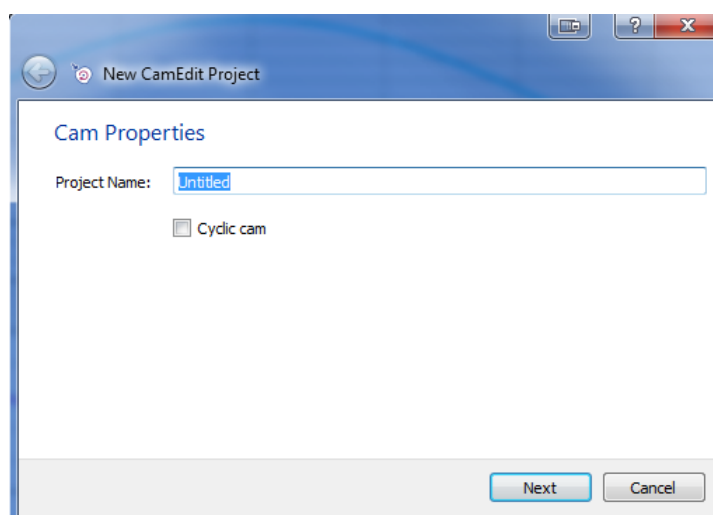 New CamEdit Project
Cam Properties
Project Name: Untitled
Cyclic cam
Next Cancel